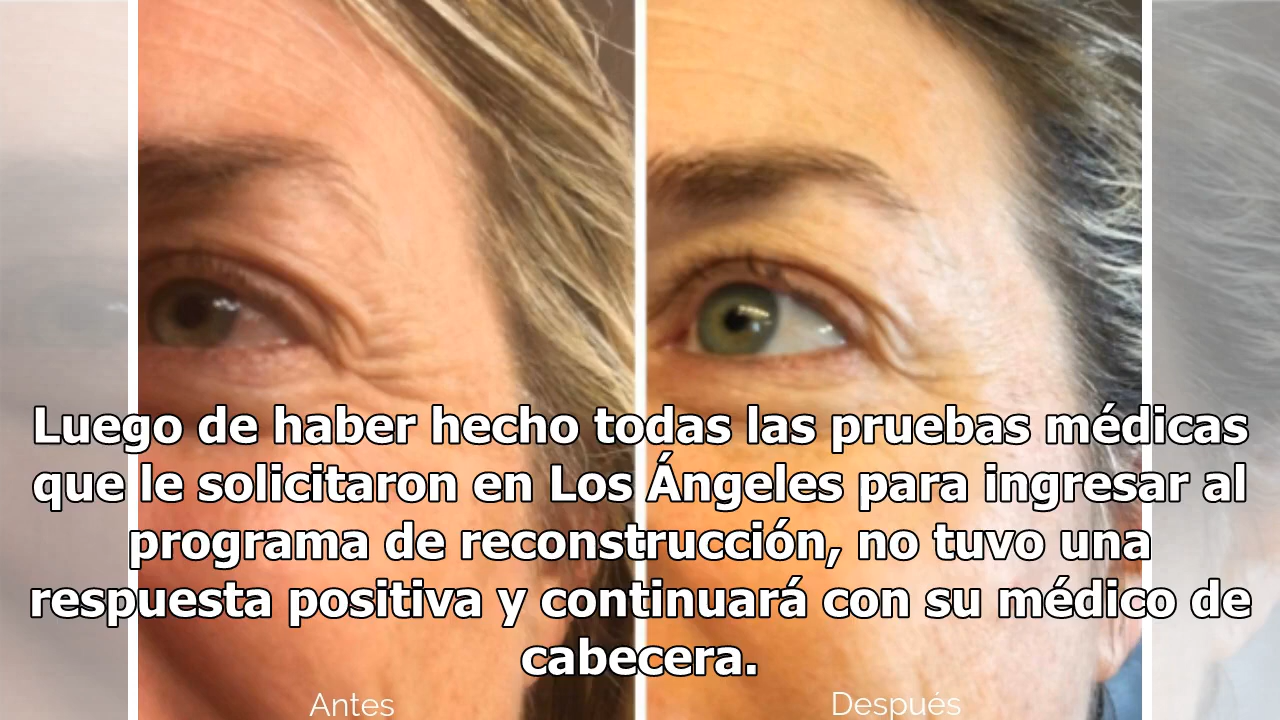 Luego de haber hecho todas las pruebas médicas
que le solicitaron en Los Ángeles para ingresar al
programa de reconstrucción, no tuvo una
respuesta positiva y continuará con su médico de
cabecera.
Antes Después